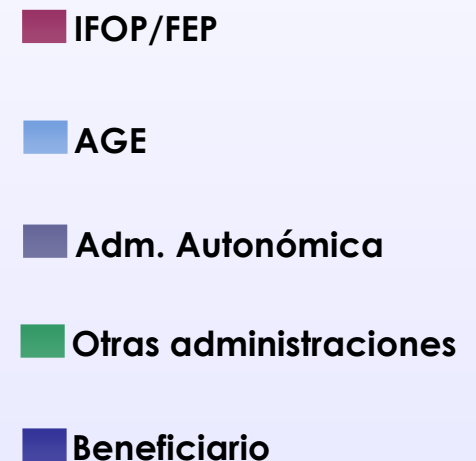 IFOP/FEP
AGE
Adm. Autonómica
Otras administraciones
Beneficiario